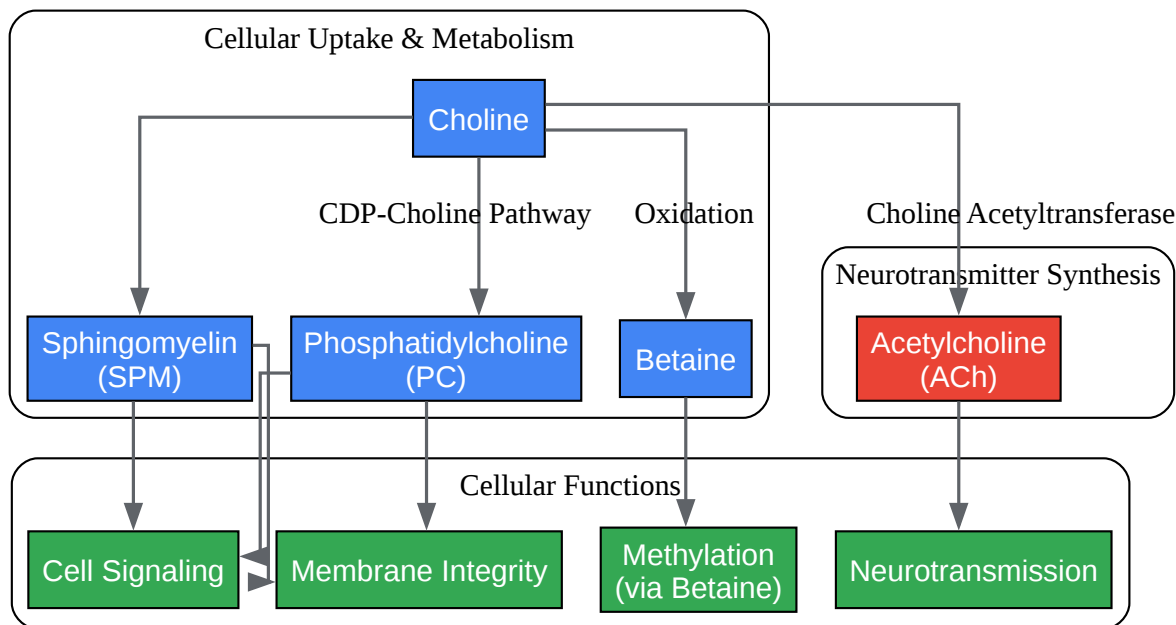 Cellular Uptake & Metabolism
Choline
CDP-Choline Pathway
Oxidation
Choline Acetyltransferase
Neurotransmitter Synthesis
Sphingomyelin
(SPM)
Phosphatidylcholine
(PC)
Betaine
Acetylcholine
(ACh)
Cellular Functions
Cell Signaling
Membrane Integrity
Methylation
(via Betaine)
Neurotransmission